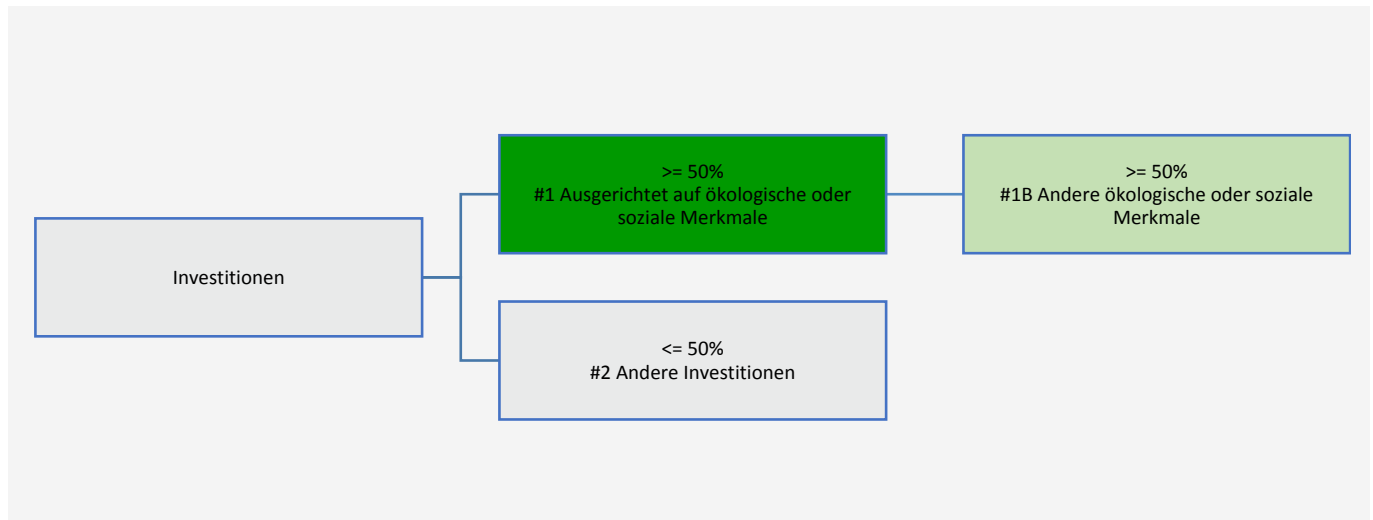 >= 50%
#1 Ausgerichtet auf ökologische oder
soziale Merkmale
>= 50%
#1B Andere ökologische oder soziale
Merkmale
Investitionen
<= 50%
#2 Andere Investitionen